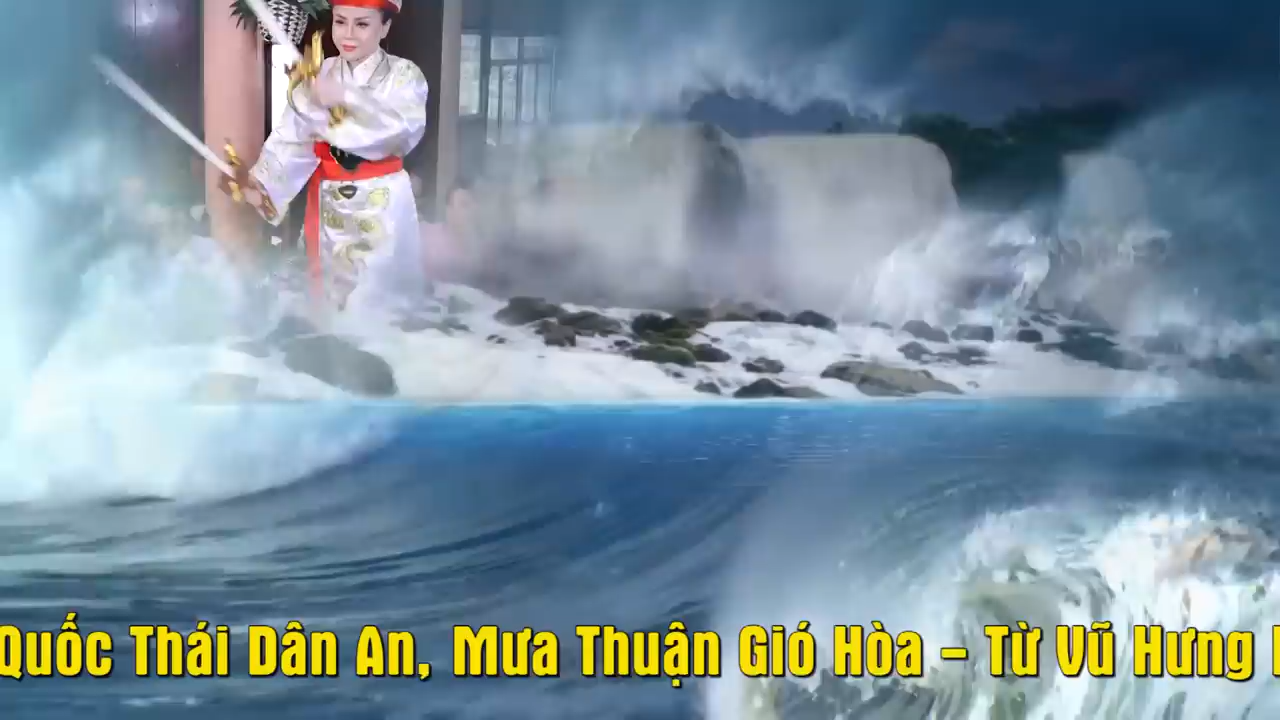 Quốc Thái Dân An, Mưa Thuận Gió Hòa – Từ Vũ Hưng